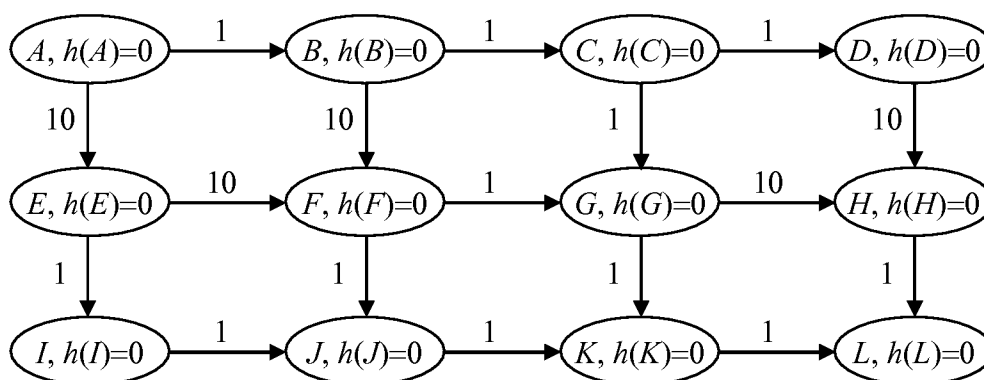 1 1 1
A, h(A)=0 B, h(B)=0 C, h(C)=0 D, h(D)=0
10 10 1 10
10 1 10
E, h(E)=0 F, h(F)=0 G, h(G)=0 H, h(H)=0
1 1 1 1
1 1 1
I, h(I)=0 J, h(J)=0 K, h(K)=0 L, h(L)=0